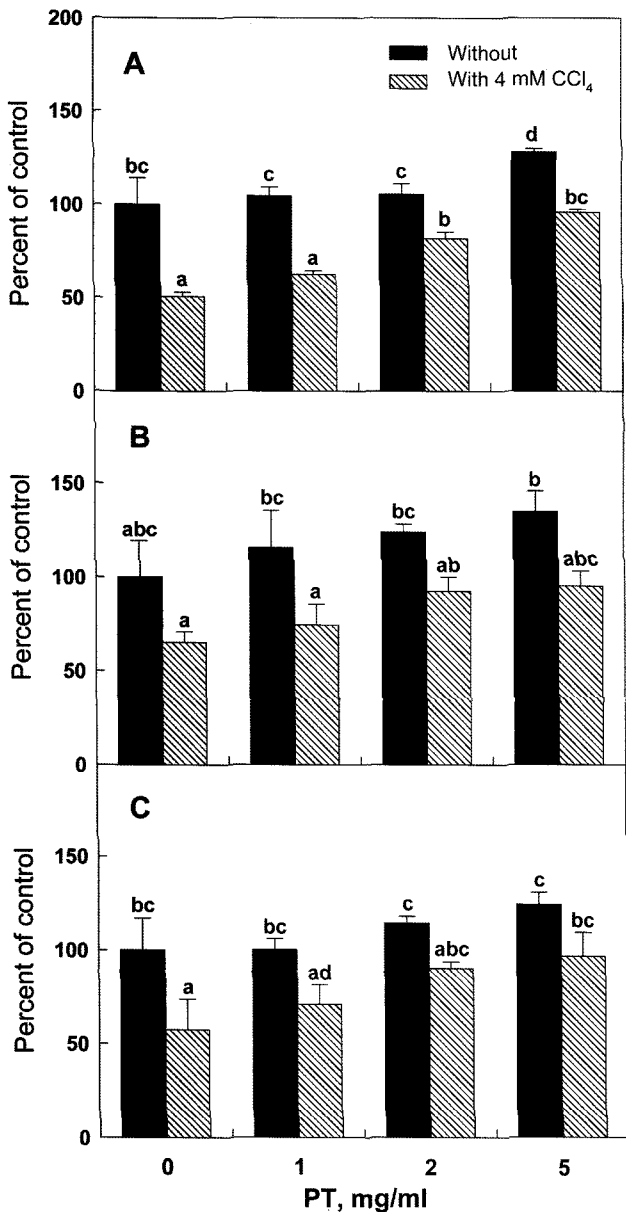 200
A
Without
With 4 mM CCl₄
150
d
bc
c
c
bc
100
b
a
a
50
0
Percent of control
B
150
b
bc
bc
abc
abc
100
ab
a
a
50
0
Percent of control
C
150
c
c
bc
bc
bc
100
abc
ad
a
50
0
Percent of control
0 1 2 5
PT, mg/ml